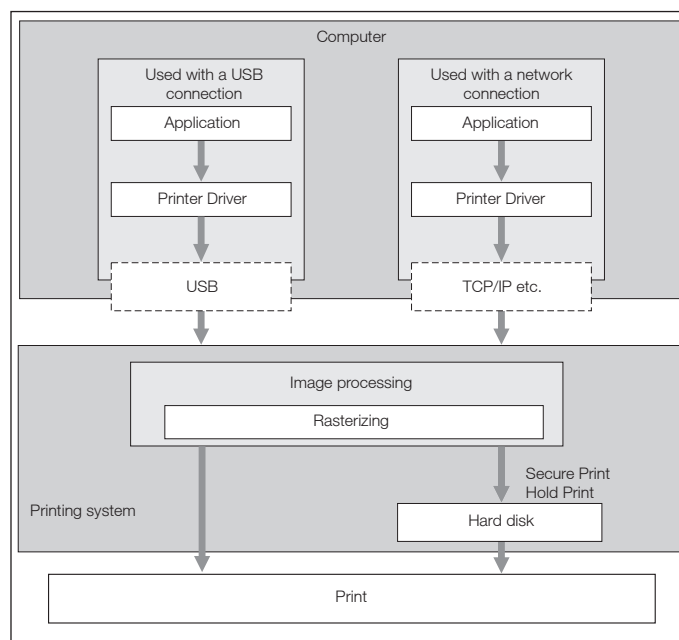 Computer
Used with a USB
connection
Application
Printer Driver
USB
Used with a network
connection
Application
Printer Driver
TCP/IP etc.
Image processing
Rasterizing
Secure Print
Hold Print
Printing system
Hard disk
Print